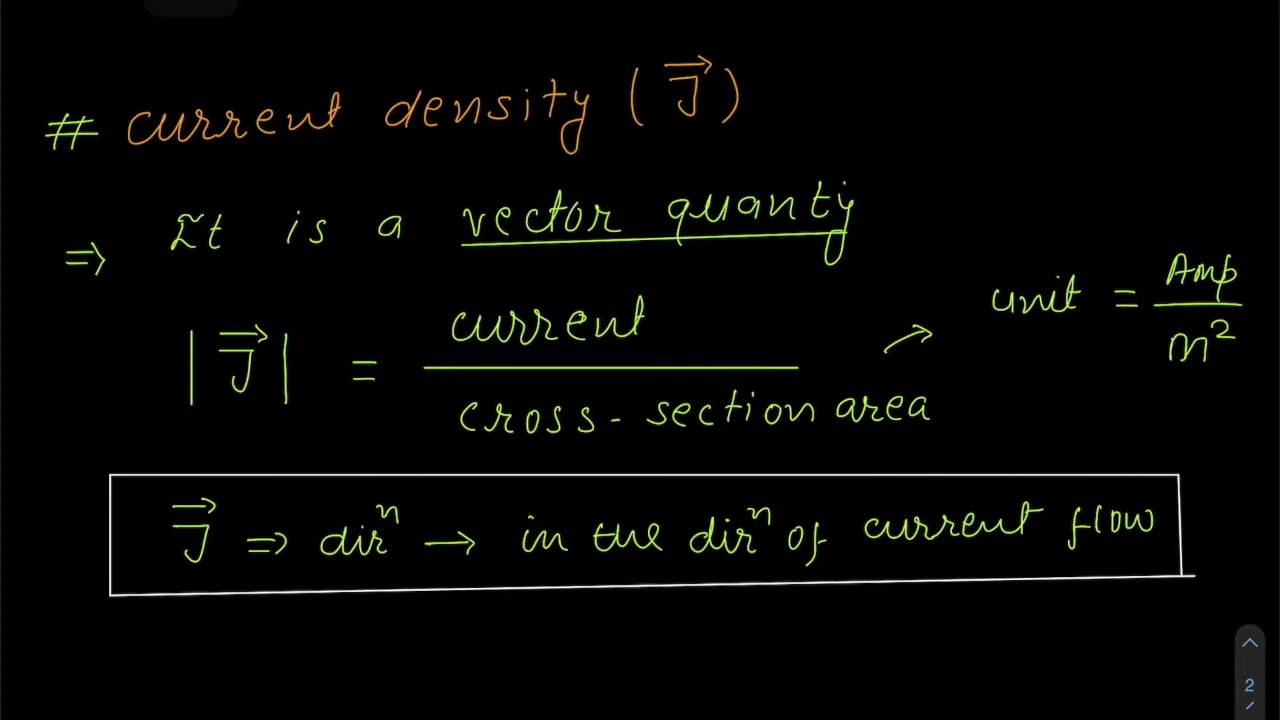 # current density (J⃗)
⇒ It is a vector quanty
|J⃗| = current / cross-section area → unit = Amp / m²
J⃗ ⇒ dirⁿ → in the dirⁿ of current flow
2